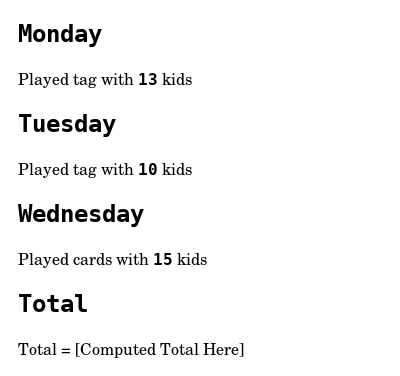 Monday
Played tag with 13 kids
Tuesday
Played tag with 10 kids
Wednesday
Played cards with 15 kids
Total
Total = [Computed Total Here]